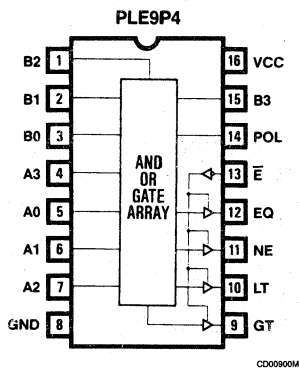 PLE9P4
B2 1 16 VCC
B1 2 15 B3
B0 3 14 POL
A3 4 13 E̅
A0 5 12 EQ
A1 6 11 NE
A2 7 10 LT
GND 8 9 GT
AND
OR
GATE
ARRAY
CD00900M